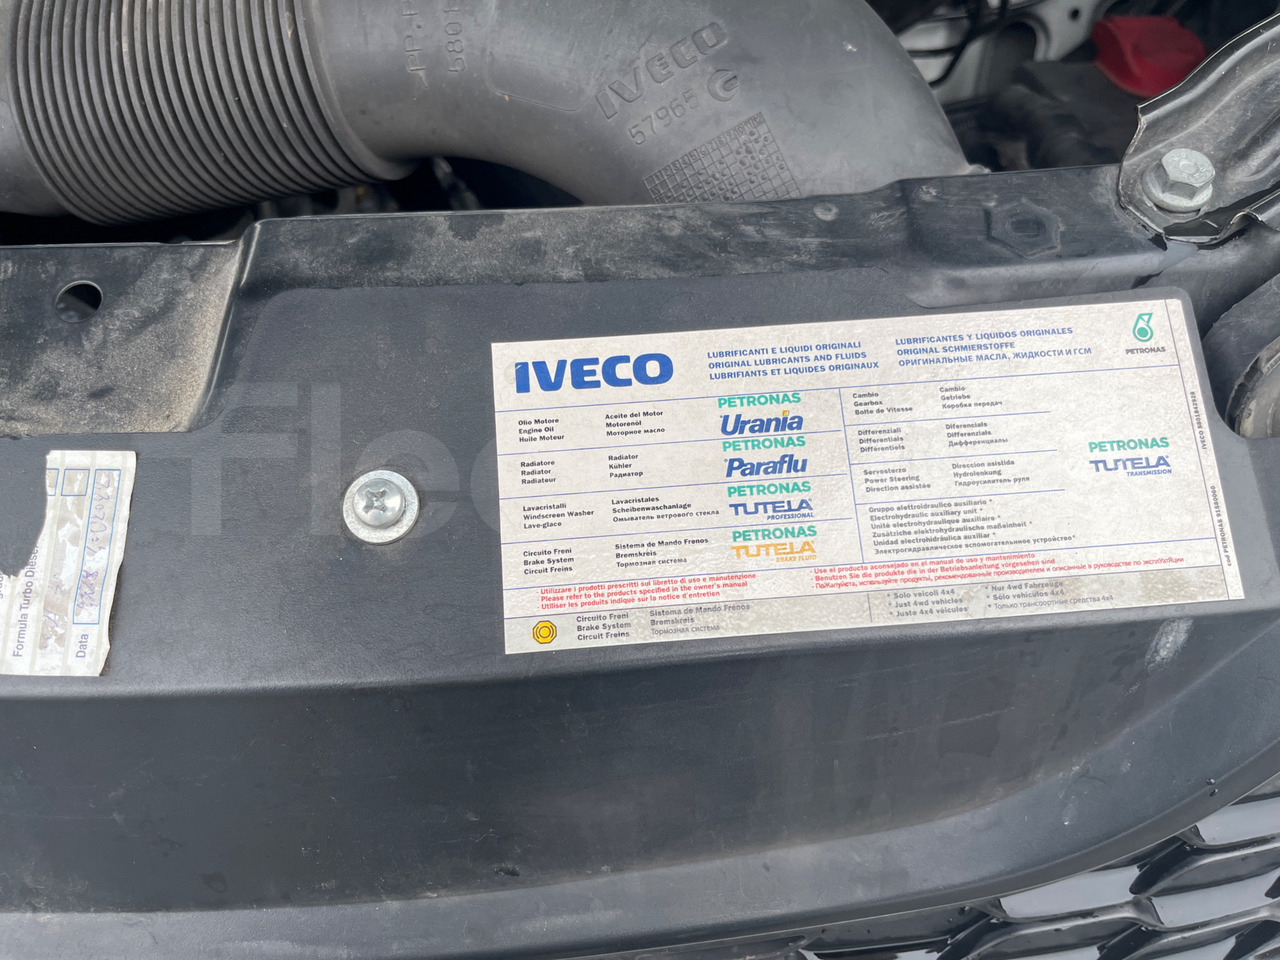 IVECO
57965
IVECO
LUBRIFICANTI E LIQUIDI ORIGINALI
ORIGINAL LUBRICANTS AND FLUIDS
LUBRIFIANTS ET LIQUIDES ORIGINAUX
LUBRIFICANTES Y LIQUIDOS ORIGINALES
ORIGINAL SCHMIERSTOFFE
ОРИГИНАЛЬНЫЕ МАСЛА, ЖИДКОСТИ И ГСМ
PETRONAS
Olio Motore
Engine Oil
Huile Moteur
Aceite del Motor
Motorenöl
Моторное масло
PETRONAS
Urania
Radiatore
Radiator
Radiateur
Radiator
Kühler
Радиатор
PETRONAS
Paraflu
Lavacristalli
Windscreen Washer
Lave-glace
Lavacristales
Scheibenwaschanlage
Омыватель ветрового стекла
PETRONAS
TUTELA
PROFESSIONAL
Circuito Freni
Brake System
Circuit Freins
Sistema de Mando Frenos
Bremskreis
Тормозная система
PETRONAS
TUTELA
BRAKE FLUID
Cambio
Gearbox
Boîte de Vitesse
Cambio
Getriebe
Коробка передач
Differenziali
Differentials
Différentiels
Diferencials
Differenzials
Дифференциалы
Servosterzo
Power Steering
Direction assistée
Direccion asistida
Hydrolenkung
Гидроусилитель руля
Gruppo elettroidraulico ausiliario *
Electrohydraulic auxiliary unit *
Unité electrohydraulique auxiliaire *
Zusätzliche elektrohydraulische maßeinheit *
Unidad electrohidráulica auxiliar *
Электрогидравлическое вспомогательное устройство*
PETRONAS
TUTELA
TRANSMISSION
- Utilizzare i prodotti prescritti sul libretto di uso e manutenzione
- Please refer to the products specified in the owner's manual
- Utiliser les produits indiqué sur la notice d'entretien
- Use el producto aconsejado en el manual de uso y mantenimiento
- Benutzen Sie die produkte die in der Betriebsanleitung vorgesehen sind
- Пожалуйста, используйте продукты, рекомендованные производителем и описанные в руководстве по эксплуатации
Circuito Freni
Brake System
Circuit Freins
Sistema de Mando Frenos
Bremskreis
Тормозная система
* Solo veicoli 4x4
* Just 4wd vehicles
* Juste 4x4 véicules
* Nur 4wd Fahrzeuge
* Sólo vehículos 4x4
* Только транспортные средства 4x4
IVECO 5801842928
cod PETRONAS 91580060
Formula Turbo Diese
Data